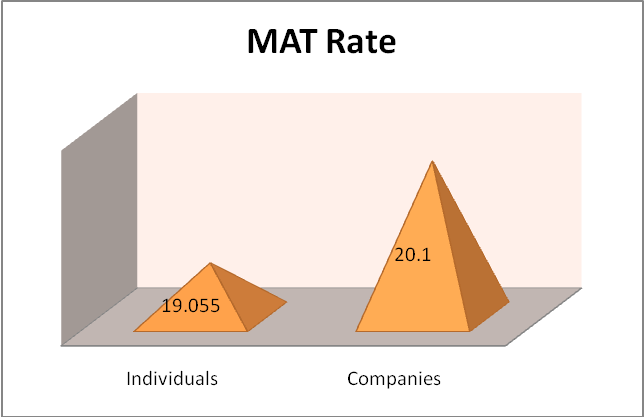 MAT Rate
20.1
19.055
Individuals
Companies